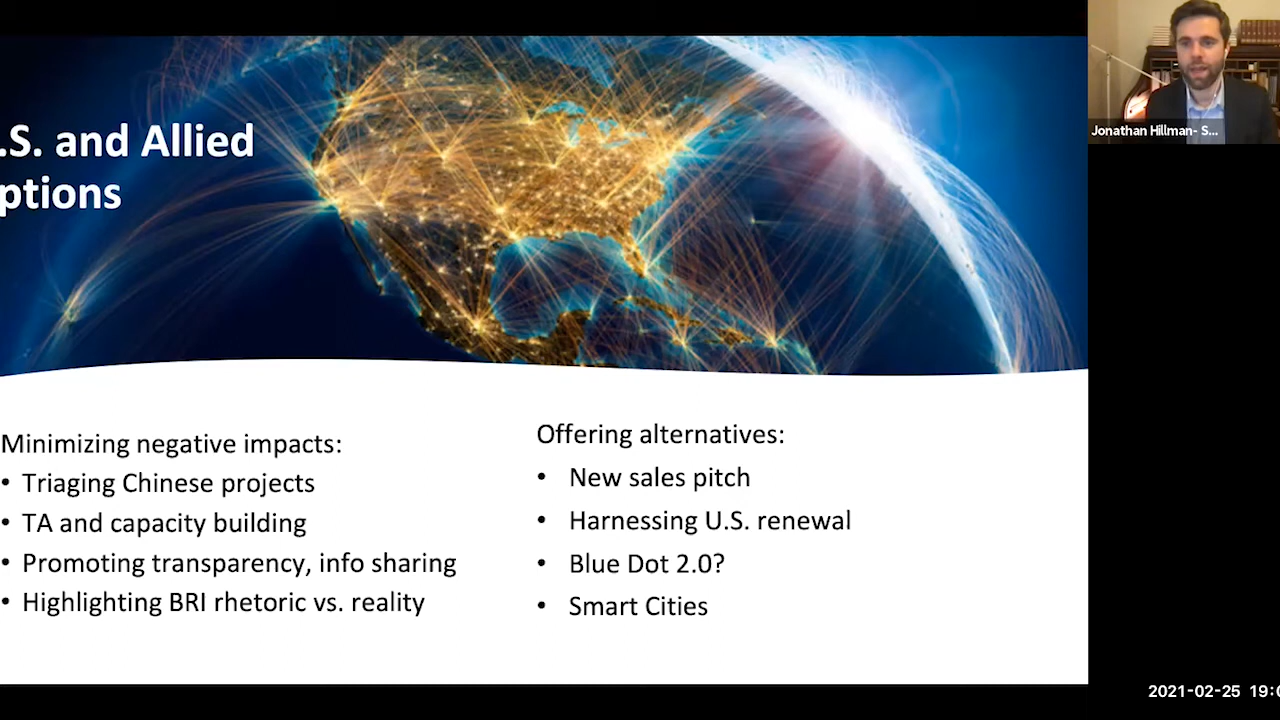 .S. and Allied
ptions
Minimizing negative impacts:
• Triaging Chinese projects
• TA and capacity building
• Promoting transparency, info sharing
• Highlighting BRI rhetoric vs. reality
Offering alternatives:
• New sales pitch
• Harnessing U.S. renewal
• Blue Dot 2.0?
• Smart Cities
Jonathan Hillman- S...
2021-02-25 19:0